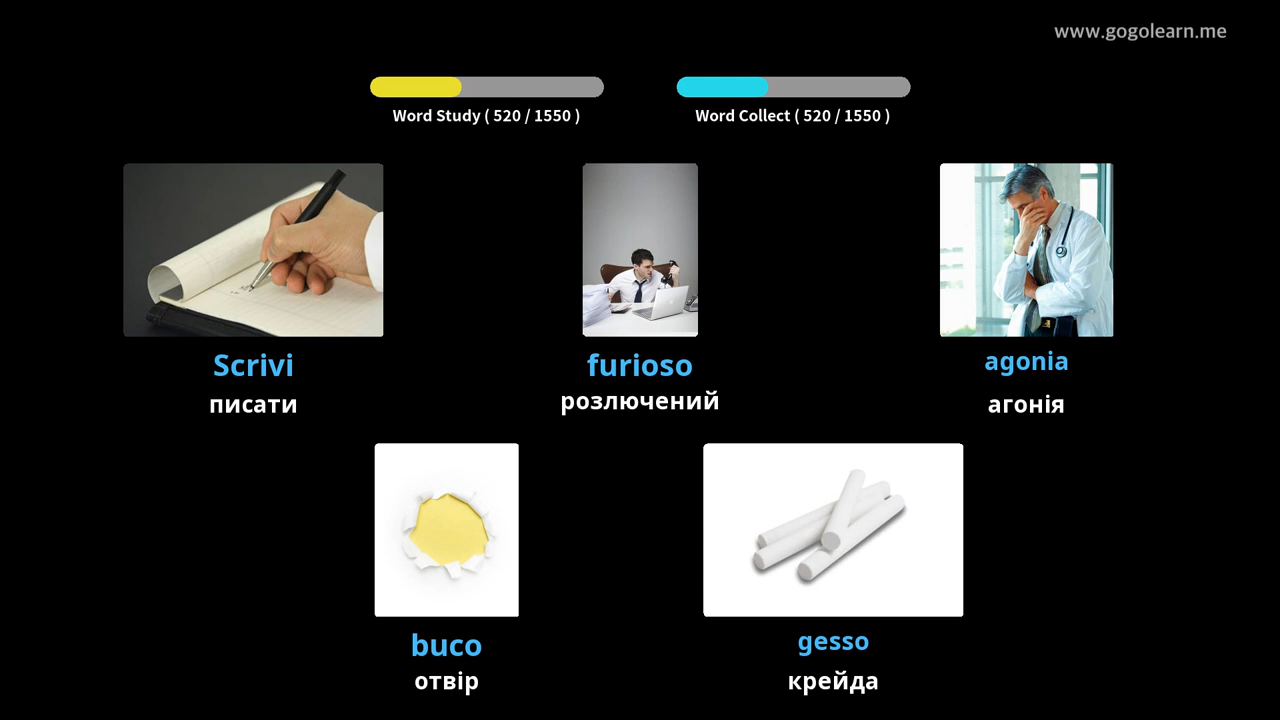 www.gogolearn.me
Word Study ( 520 / 1550 )
Word Collect ( 520 / 1550 )
Scrivi
писати
furioso
розлючений
agonia
агонія
buco
отвір
gesso
крейда